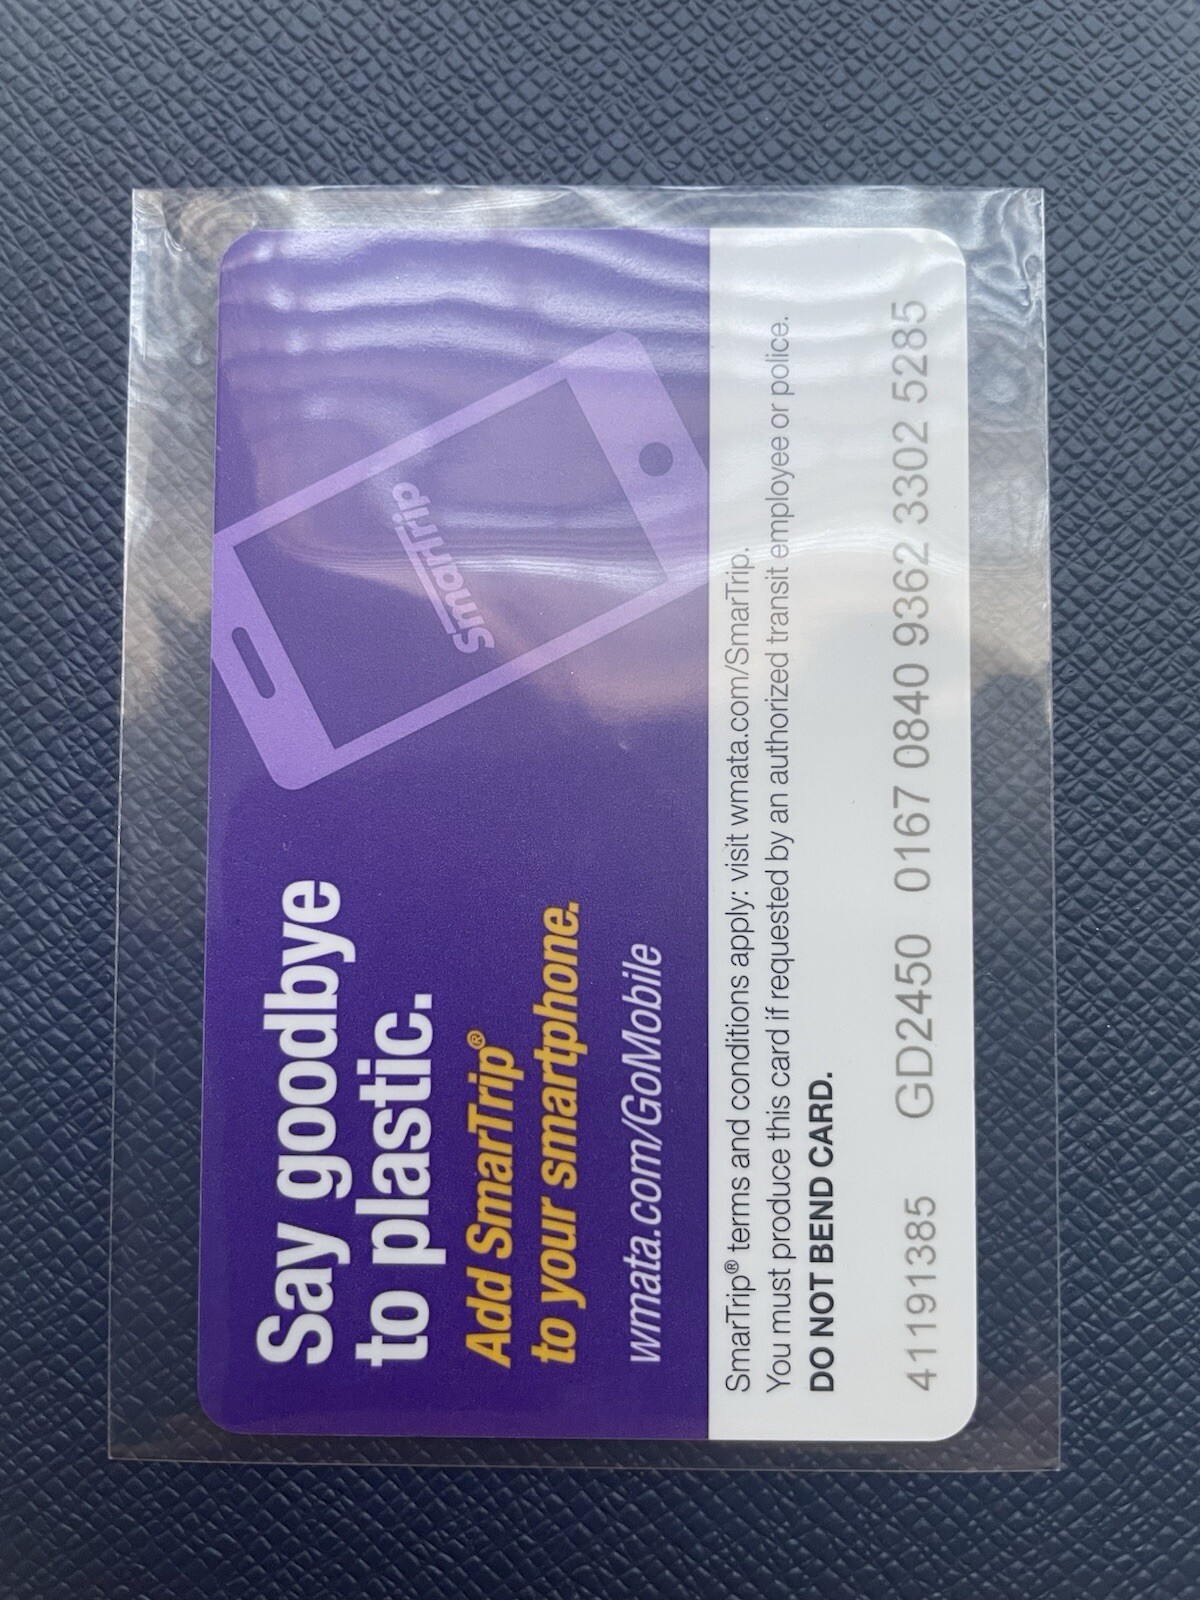 Say goodbye
to plastic.
Add SmarTrip®
to your smartphone.
wmata.com/GoMobile
SmarTrip
SmarTrip® terms and conditions apply: visit wmata.com/SmarTrip.
You must produce this card if requested by an authorized transit employee or police.
DO NOT BEND CARD.
41191385 GD2450 0167 0840 9362 3302 5285